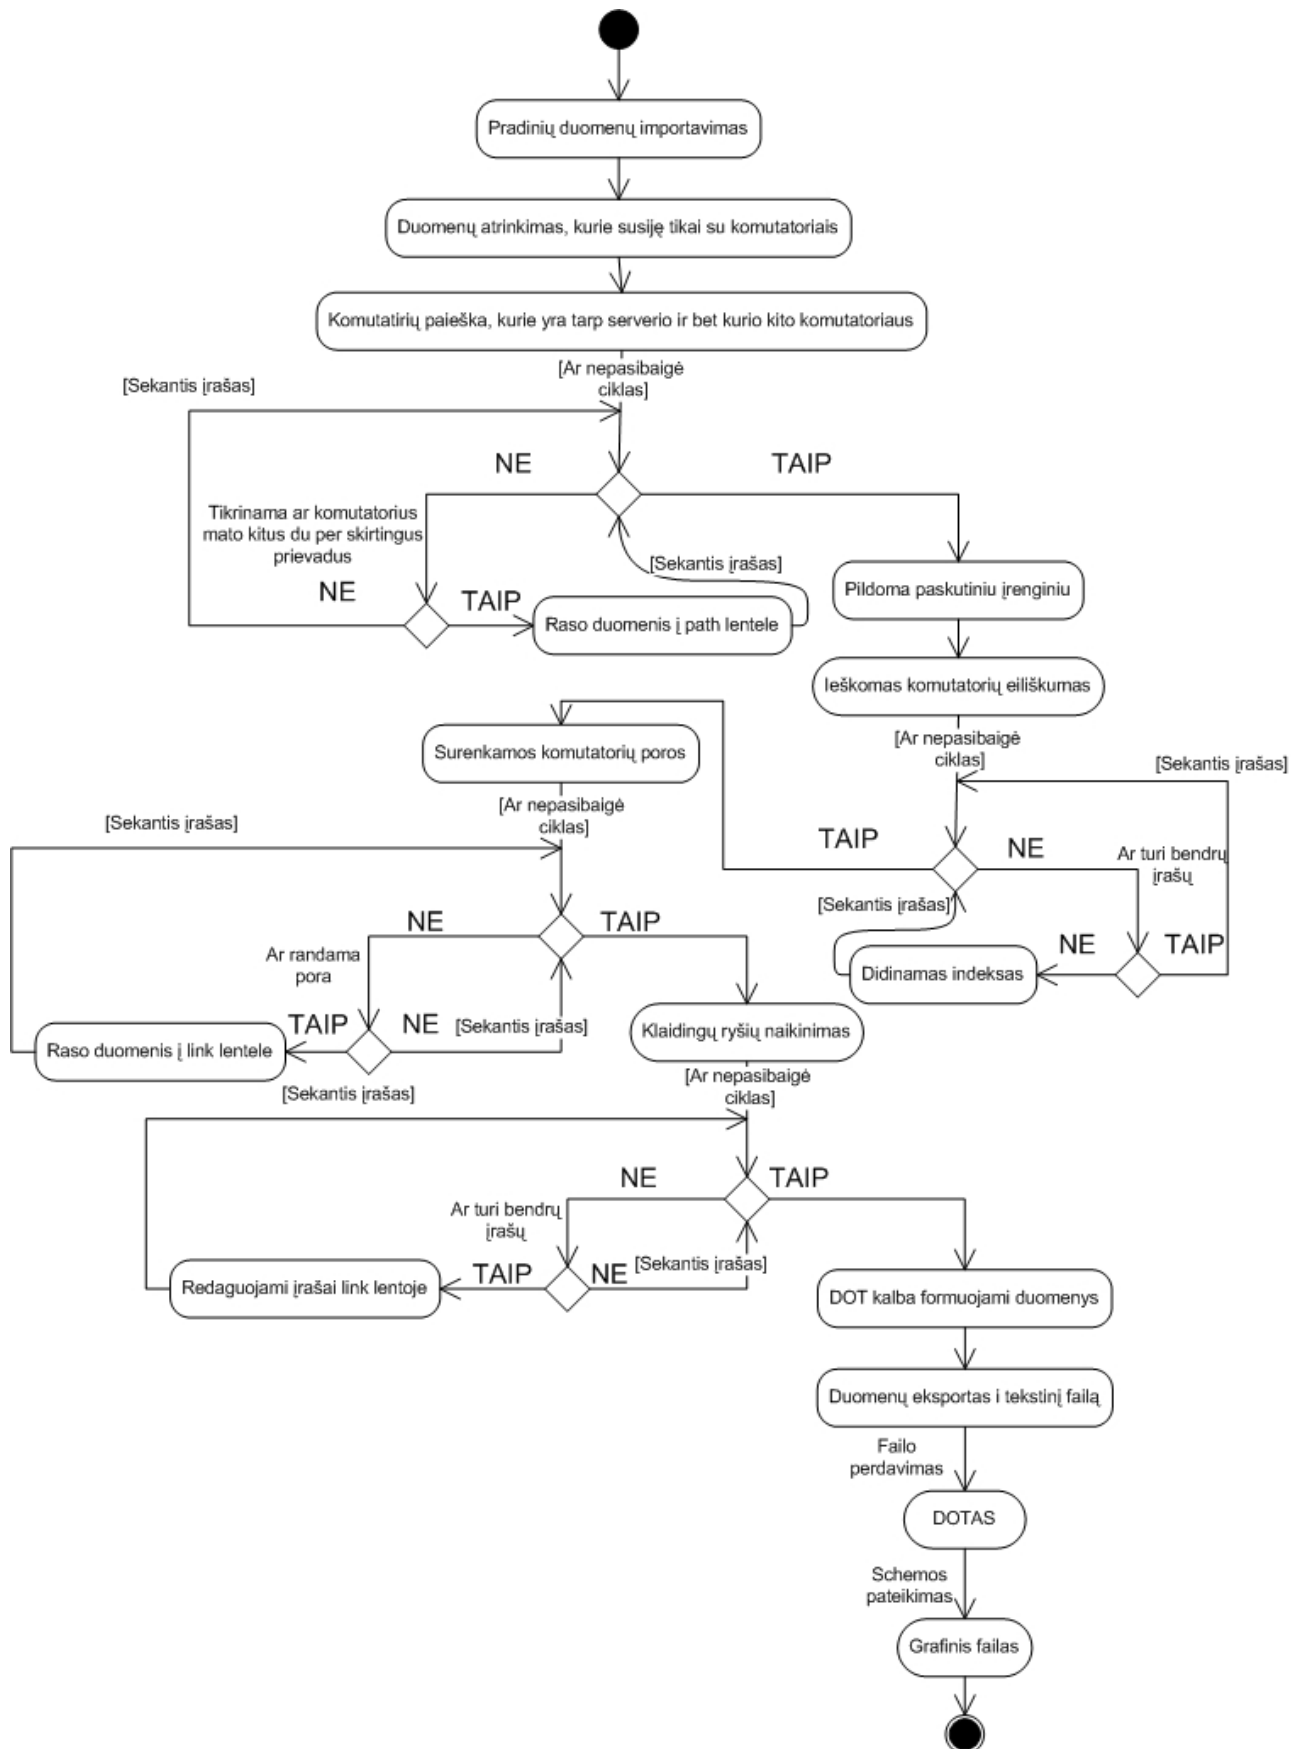 Pradinių duomenų importavimas
Duomenų atrinkimas, kurie susiję tikai su komutatoriais
Komutatirių paieška, kurie yra tarp serverio ir bet kurio kito komutatoriaus
[Ar nepasibaigė
ciklas]
[Sekantis įrašas]
NE
TAIP
Tikrinama ar komutatorius
mato kitus du per skirtingus
prievadus
[Sekantis įrašas]
NE
TAIP
Raso duomenis į path lentele
Pildoma paskutiniu įrenginiu
Ieškomas komutatorių eiliškumas
[Ar nepasibaigė
ciklas]
[Sekantis įrašas]
TAIP
NE
Ar turi bendrų
įrašų
[Sekantis įrašas]
NE
TAIP
Didinamas indeksas
Surenkamos komutatorių poros
[Ar nepasibaigė
ciklas]
[Sekantis įrašas]
NE
TAIP
Ar randama
pora
TAIP
NE
[Sekantis įrašas]
Raso duomenis į link lentele
Klaidingų ryšių naikinimas
[Ar nepasibaigė
ciklas]
[Sekantis įrašas]
NE
TAIP
Ar turi bendrų
įrašų
[Sekantis įrašas]
TAIP
NE
Redaguojami įrašai link lentoje
DOT kalba formuojami duomenys
Duomenų eksportas i tekstinį failą
Failo
perdavimas
DOTAS
Schemos
pateikimas
Grafinis failas